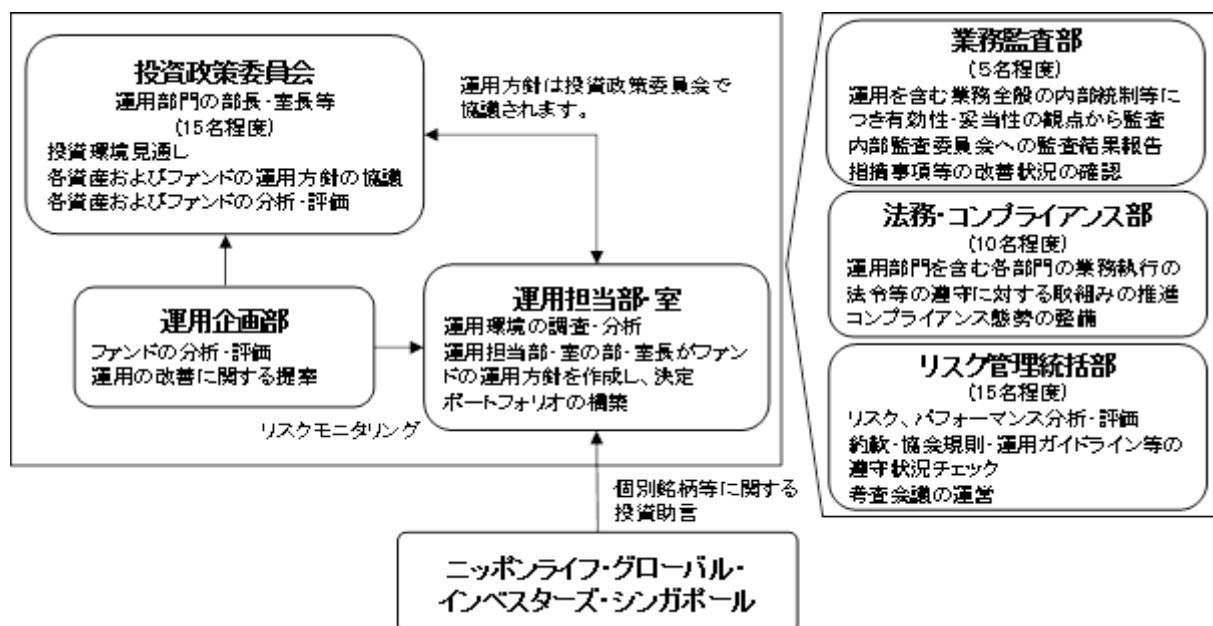 投資政策委員会
運用部門の部長・室長等
(15名程度)
投資環境見通し
各資産およびファンドの運用方針の協議
各資産およびファンドの分析・評価
運用方針は投資政策委員会で
協議されます。
運用企画部
ファンドの分析・評価
運用の改善に関する提案
運用担当部・室
運用環境の調査・分析
運用担当部・室の部・室長がファン
ドの運用方針を作成し、決定
ポートフォリオの構築
リスクモニタリング
個別銘柄等に関する
投資助言
ニッポンライフ・グローバル・
インベスターズ・シンガポール
業務監査部
(5名程度)
運用を含む業務全般の内部統制等に
つき有効性・妥当性の観点から監査
内部監査委員会への監査結果報告
指摘事項等の改善状況の確認
法務・コンプライアンス部
(10名程度)
運用部門を含む各部門の業務執行の
法令等の遵守に対する取組みの推進
コンプライアンス態勢の整備
リスク管理統括部
(15名程度)
リスク、パフォーマンス分析・評価
約款・協会規則・運用ガイドライン等の
遵守状況チェック
考査会議の運営